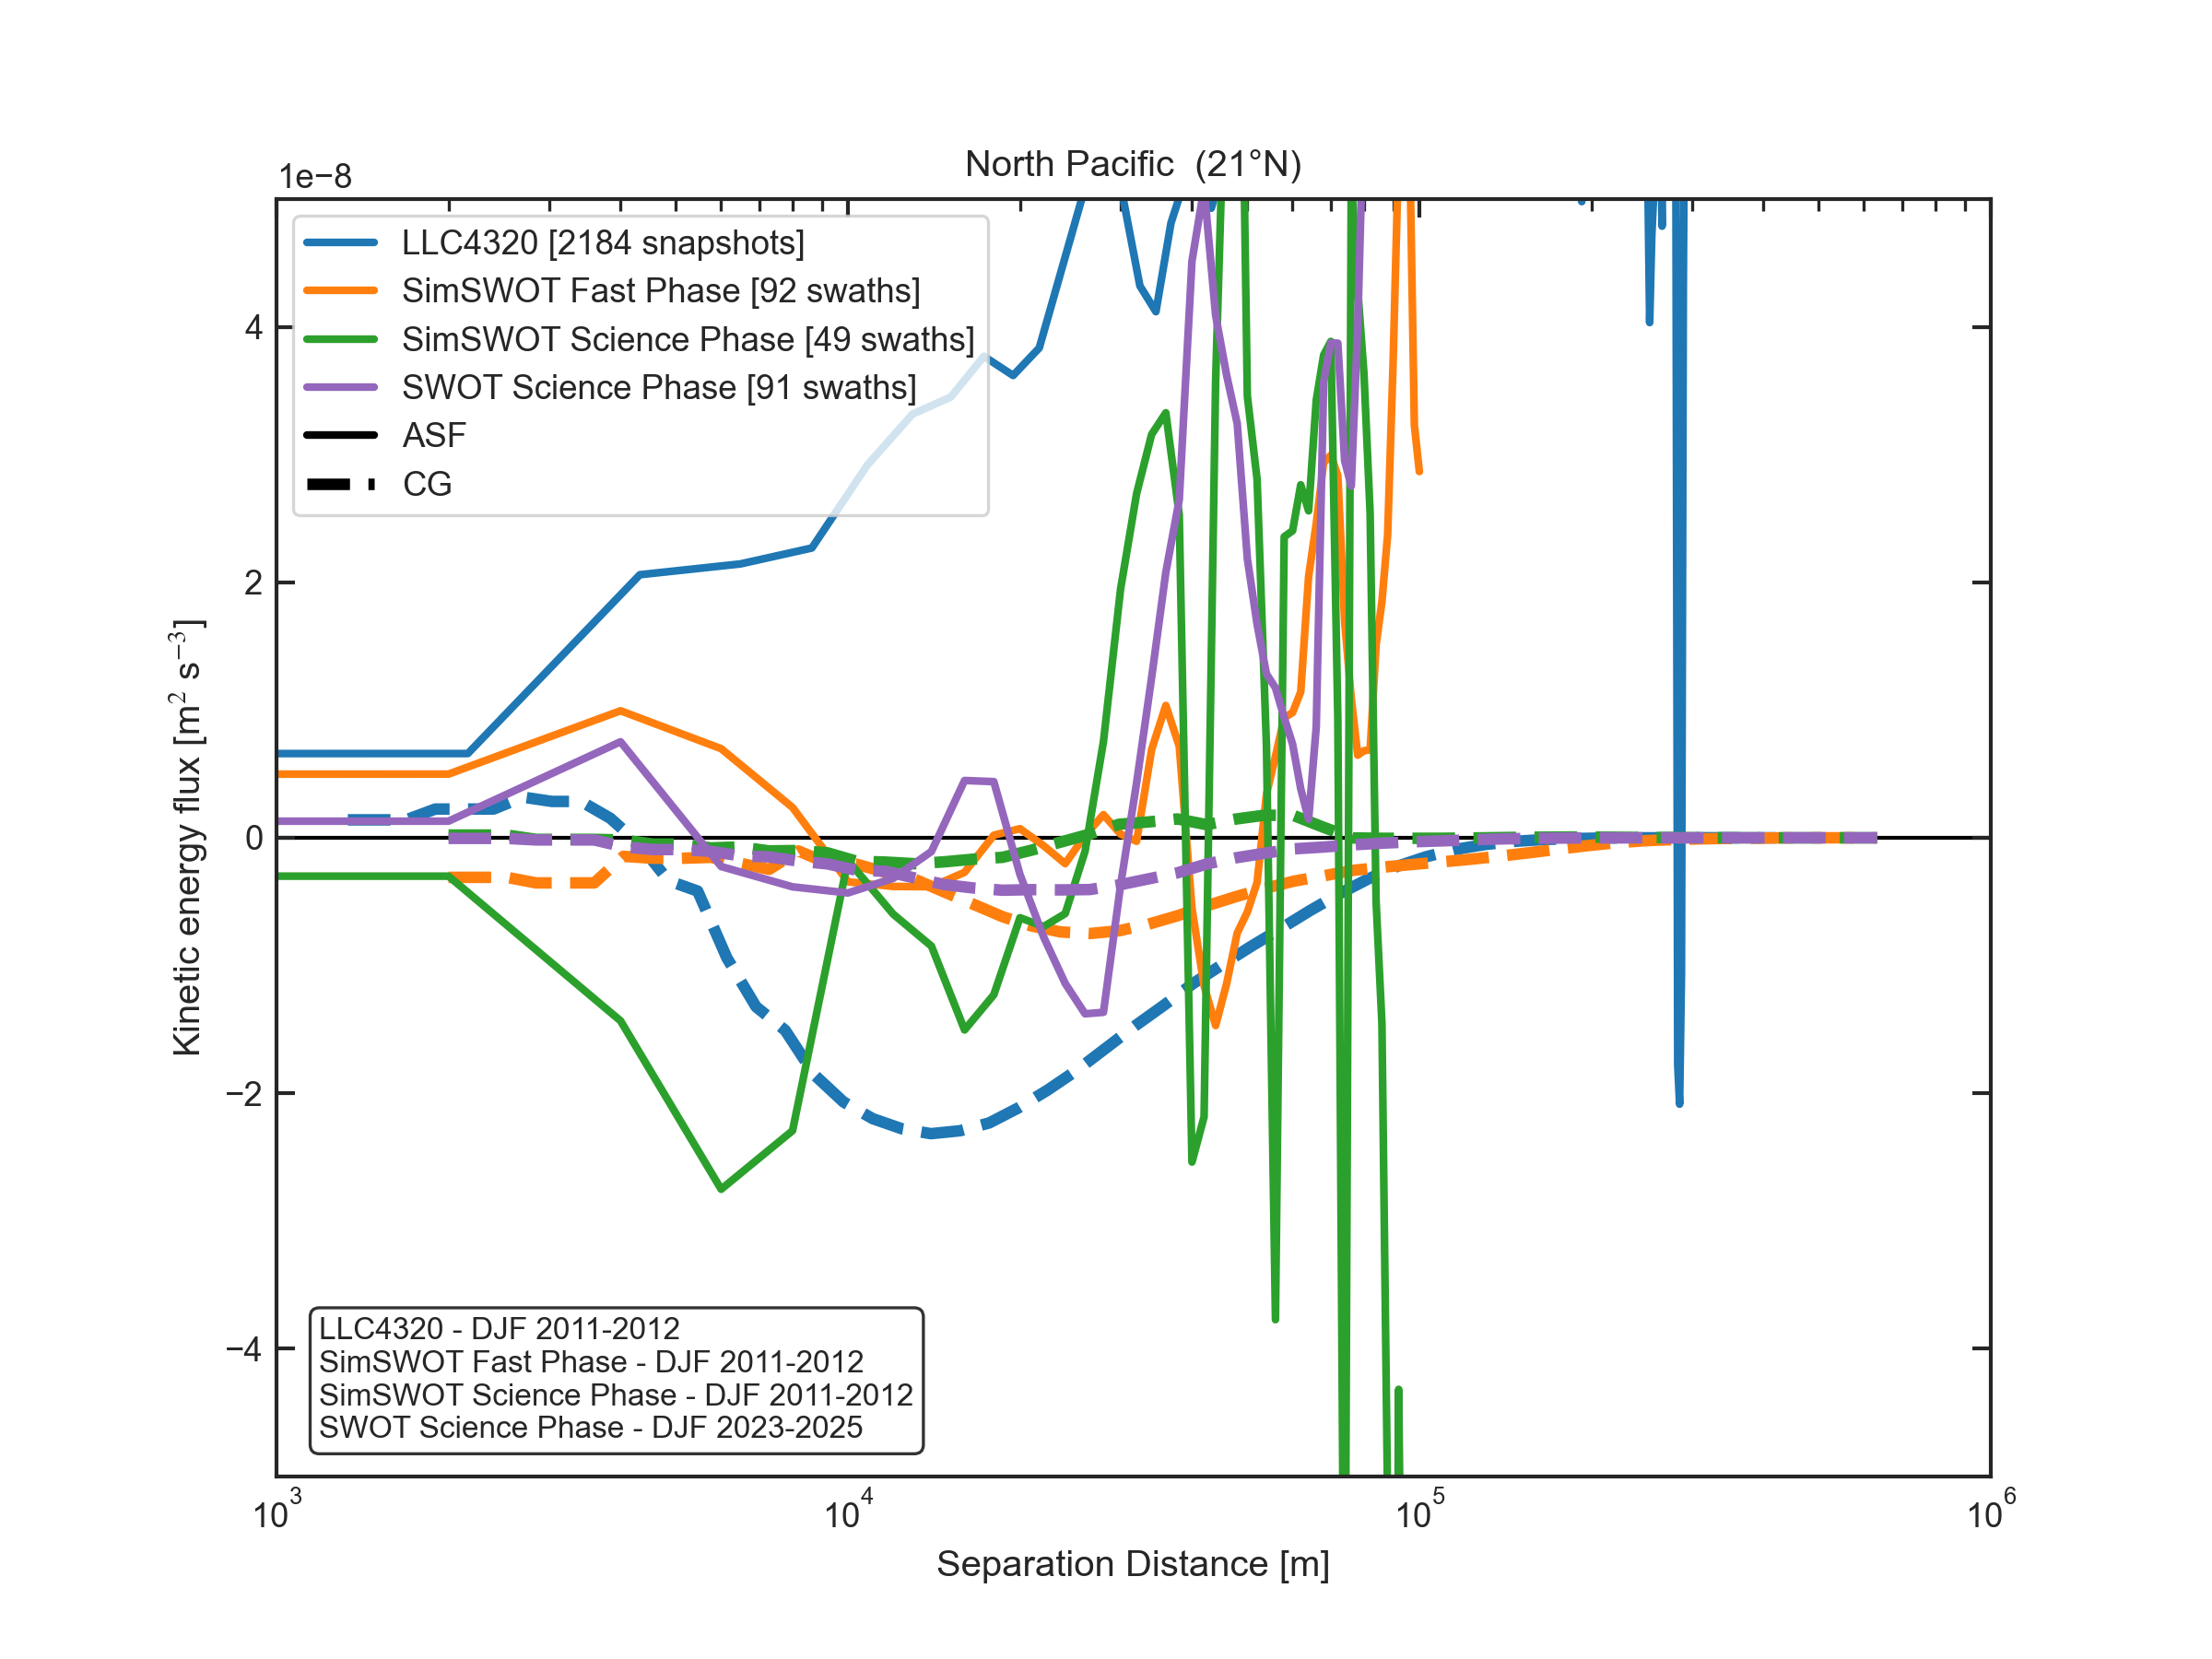 North Pacific (21°N)
1e−8
LLC4320 [2184 snapshots]
SimSWOT Fast Phase [92 swaths]
SimSWOT Science Phase [49 swaths]
SWOT Science Phase [91 swaths]
ASF
CG
4
2
0
−2
−4
Kinetic energy flux [m² s⁻³]
LLC4320 - DJF 2011-2012
SimSWOT Fast Phase - DJF 2011-2012
SimSWOT Science Phase - DJF 2011-2012
SWOT Science Phase - DJF 2023-2025
10³ 10⁴ 10⁵ 10⁶
Separation Distance [m]